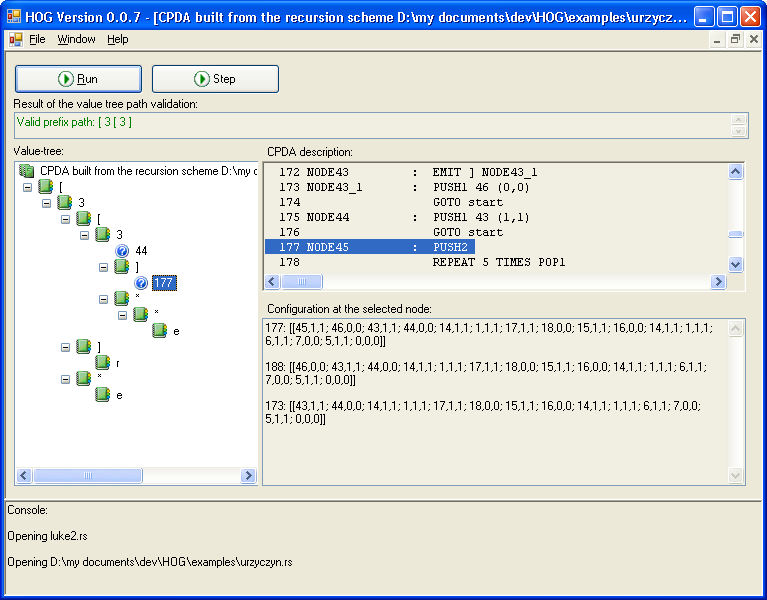 HOG Version 0.0.7 - [CPDA built from the recursion scheme D:\my documents\dev\HOG\examples\urzycz...
File Window Help
Run Step
Result of the value tree path validation:
Valid prefix path: [ 3 [ 3 ]
Value-tree:
CPDA built from the recursion scheme D:\my c
[
3
[
3
44
]
177
*
*
e
]
r
*
e
CPDA description:
172 NODE43 : EMIT ] NODE43_1
173 NODE43_1 : PUSH1 46 (0,0)
174 GOTO start
175 NODE44 : PUSH1 43 (1,1)
176 GOTO start
177 NODE45 : PUSH2
178 REPEAT 5 TIMES POP1
Configuration at the selected node:
177: [[45,1,1; 46,0,0; 43,1,1; 44,0,0; 14,1,1; 1,1,1; 17,1,1; 18,0,0; 15,1,1; 16,0,0; 14,1,1; 1,1,1;
6,1,1; 7,0,0; 5,1,1; 0,0,0]]
188: [[46,0,0; 43,1,1; 44,0,0; 14,1,1; 1,1,1; 17,1,1; 18,0,0; 15,1,1; 16,0,0; 14,1,1; 1,1,1; 6,1,1;
7,0,0; 5,1,1; 0,0,0]]
173: [[43,1,1; 44,0,0; 14,1,1; 1,1,1; 17,1,1; 18,0,0; 15,1,1; 16,0,0; 14,1,1; 1,1,1; 6,1,1; 7,0,0;
5,1,1; 0,0,0]]
Console:
Opening luke2.rs
Opening D:\my documents\dev\HOG\examples\urzyczyn.rs